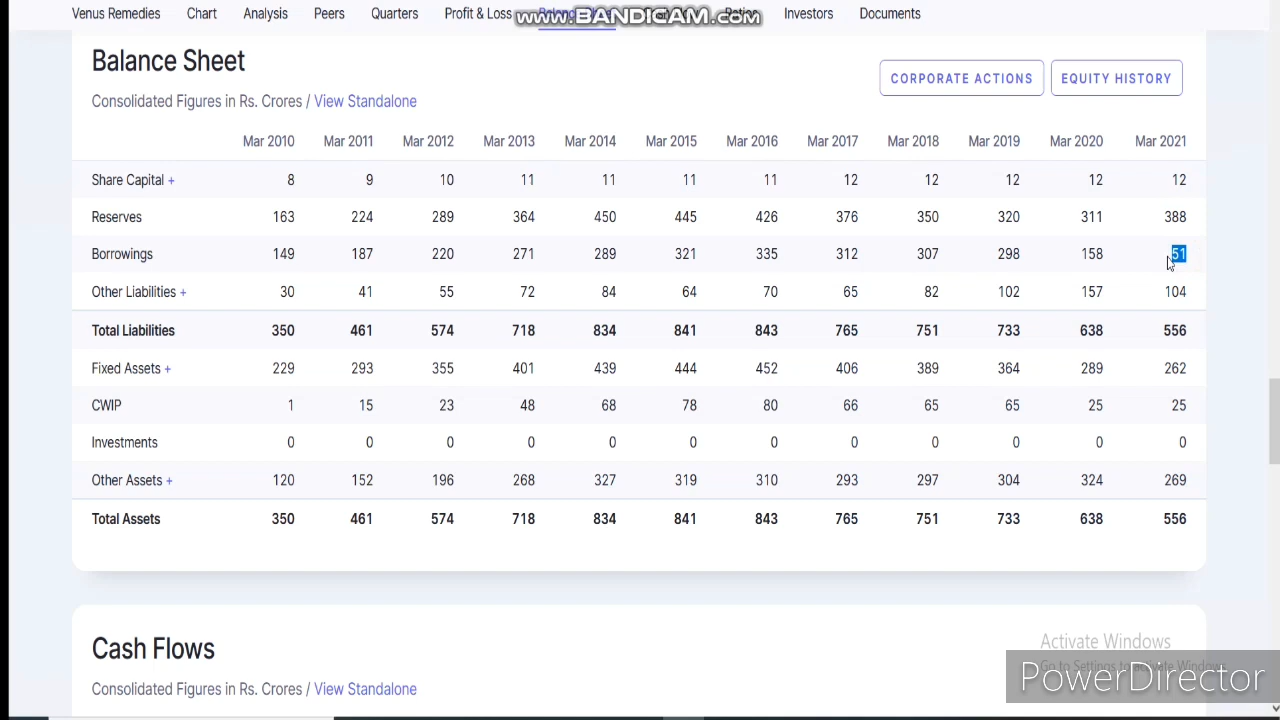 Venus Remedies Chart Analysis Peers Quarters Profit & Loss Investors Documents
www.BANDICAM.com
Balance Sheet
CORPORATE ACTIONS EQUITY HISTORY
Consolidated Figures in Rs. Crores / View Standalone
Mar 2010 Mar 2011 Mar 2012 Mar 2013 Mar 2014 Mar 2015 Mar 2016 Mar 2017 Mar 2018 Mar 2019 Mar 2020 Mar 2021
Share Capital + 8 9 10 11 11 11 11 12 12 12 12 12
Reserves 163 224 289 364 450 445 426 376 350 320 311 388
Borrowings 149 187 220 271 289 321 335 312 307 298 158 51
Other Liabilities + 30 41 55 72 84 64 70 65 82 102 157 104
Total Liabilities 350 461 574 718 834 841 843 765 751 733 638 556
Fixed Assets + 229 293 355 401 439 444 452 406 389 364 289 262
CWIP 1 15 23 48 68 78 80 66 65 65 25 25
Investments 0 0 0 0 0 0 0 0 0 0 0 0
Other Assets + 120 152 196 268 327 319 310 293 297 304 324 269
Total Assets 350 461 574 718 834 841 843 765 751 733 638 556
Cash Flows
Consolidated Figures in Rs. Crores / View Standalone
Activate Windows
Go to Settings to activate Windows.
PowerDirector